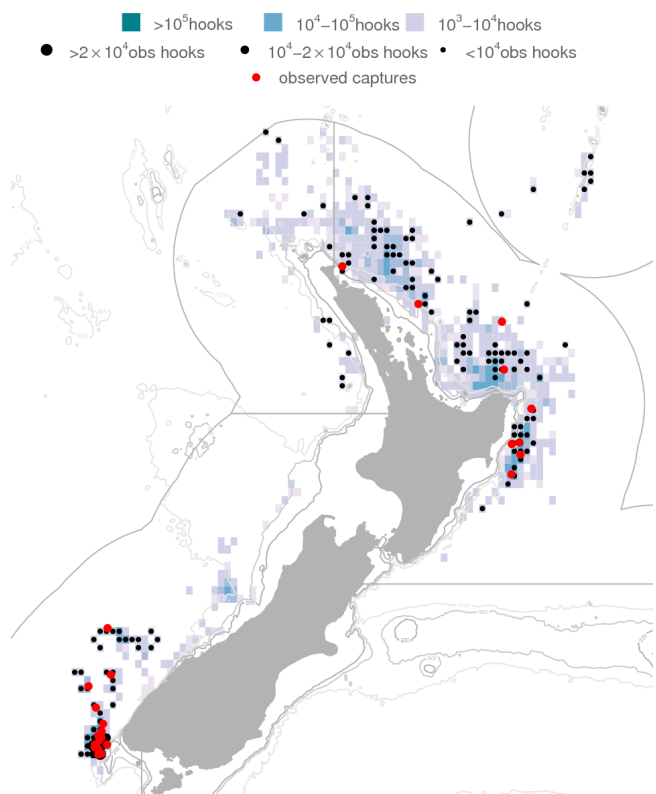 >10⁵hooks 10⁴−10⁵hooks 10³−10⁴hooks
>2×10⁴obs hooks 10⁴−2×10⁴obs hooks <10⁴obs hooks
observed captures